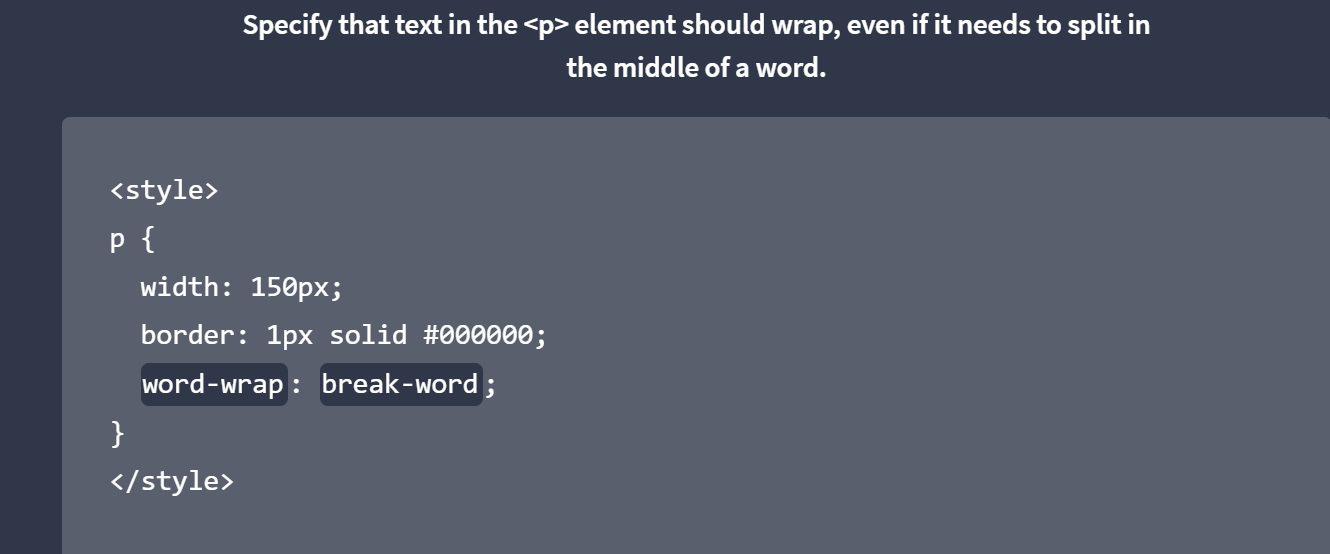 Specify that text in the <p> element should wrap, even if it needs to split in
the middle of a word.
<style>
p {
  width: 150px;
  border: 1px solid #000000;
  word-wrap: break-word;
}
</style>